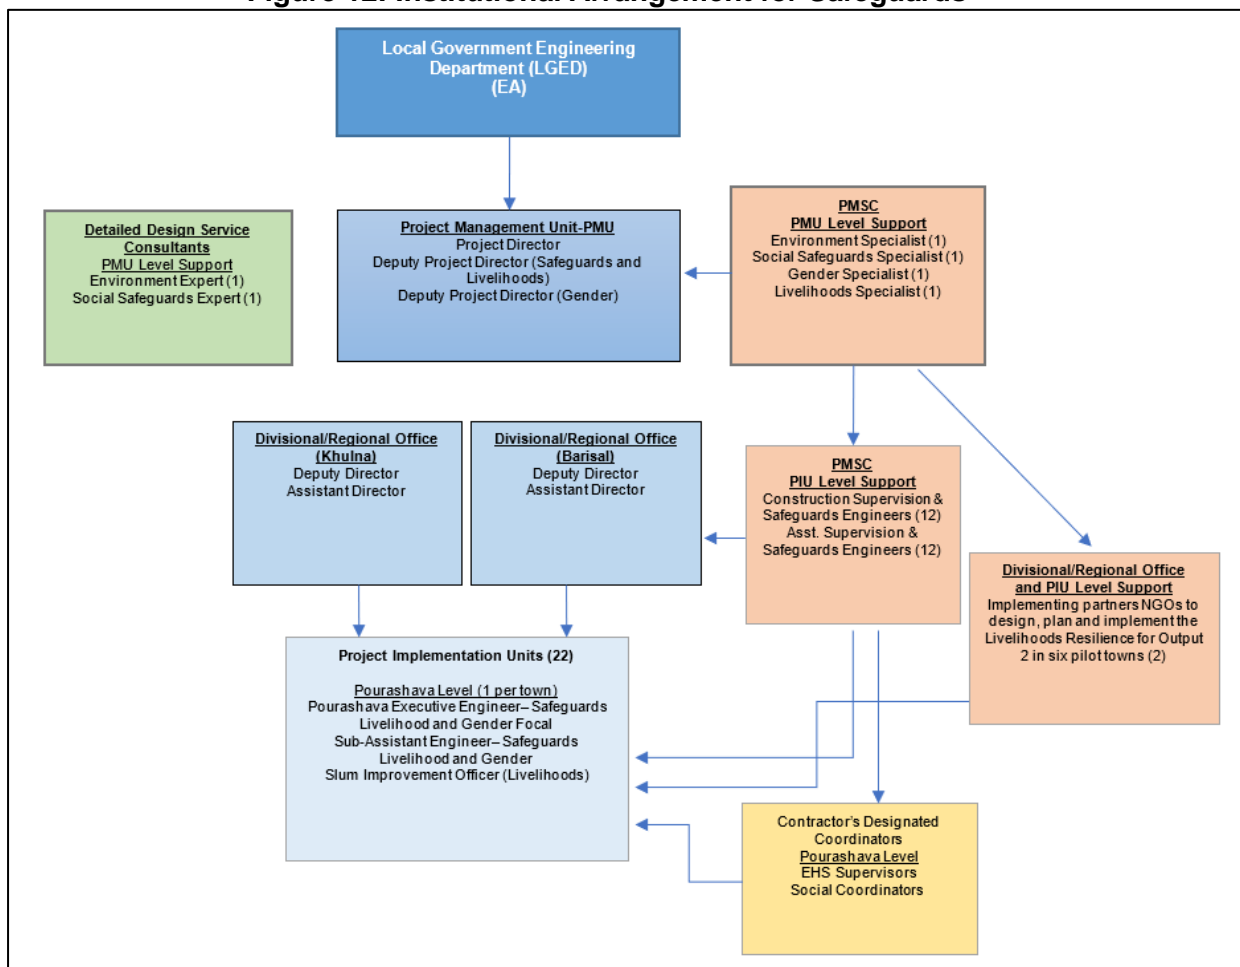 Figure 12: Institutional Arrangement for Safeguards
Local Government Engineering
Department (LGED)
(EA)
Detailed Design Service
Consultants
PMU Level Support
Environment Expert (1)
Social Safeguards Expert (1)
Project Management Unit-PMU
Project Director
Deputy Project Director (Safeguards and
Livelihoods)
Deputy Project Director (Gender)
PMSC
PMU Level Support
Environment Specialist (1)
Social Safeguards Specialist (1)
Gender Specialist (1)
Livelihoods Specialist (1)
Divisional/Regional Office
(Khulna)
Deputy Director
Assistant Director
Divisional/Regional Office
(Barisal)
Deputy Director
Assistant Director
PMSC
PIU Level Support
Construction Supervision &
Safeguards Engineers (12)
Asst. Supervision &
Safeguards Engineers (12)
Divisional/Regional Office
and PIU Level Support
Implementing partners NGOs to
design, plan and implement the
Livelihoods Resilience for Output
2 in six pilot towns (2)
Project Implementation Units (22)
Pourashava Level (1 per town)
Pourashava Executive Engineer– Safeguards
Livelihood and Gender Focal
Sub-Assistant Engineer– Safeguards
Livelihood and Gender
Slum Improvement Officer (Livelihoods)
Contractor's Designated
Coordinators
Pourashava Level
EHS Supervisors
Social Coordinators